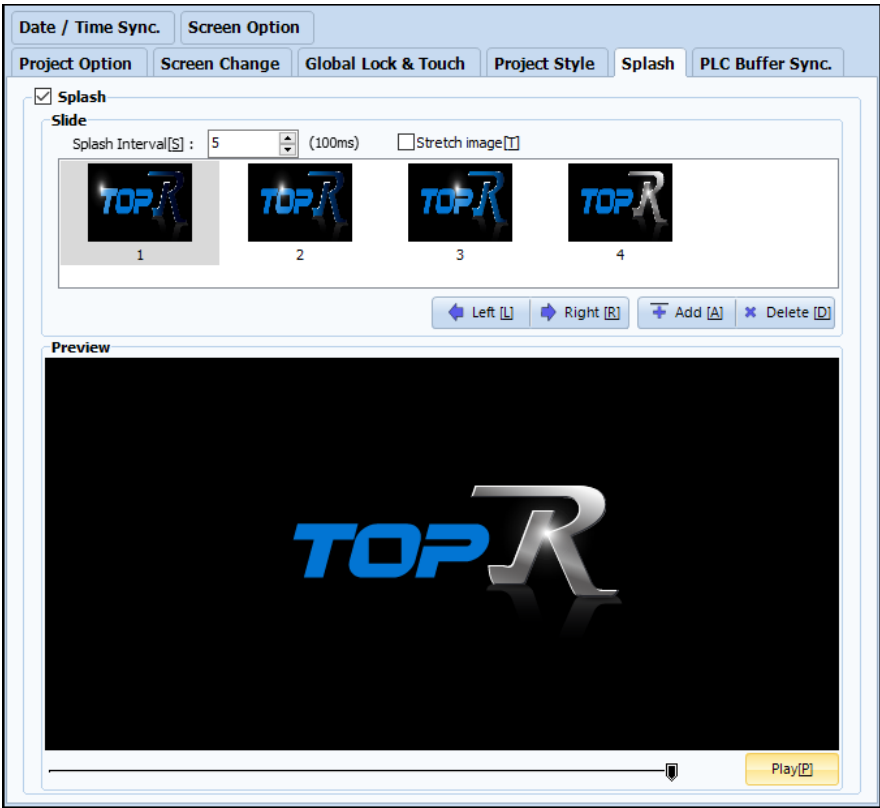 Date / Time Sync. Screen Option
Project Option Screen Change Global Lock & Touch Project Style Splash PLC Buffer Sync.
Splash
Slide
Splash Interval[S] : 5 (100ms) Stretch image[T]
TOP R TOP R TOP R TOP R
1 2 3 4
Left [L] Right [R] Add [A] Delete [D]
Preview
TOP R
Play[P]